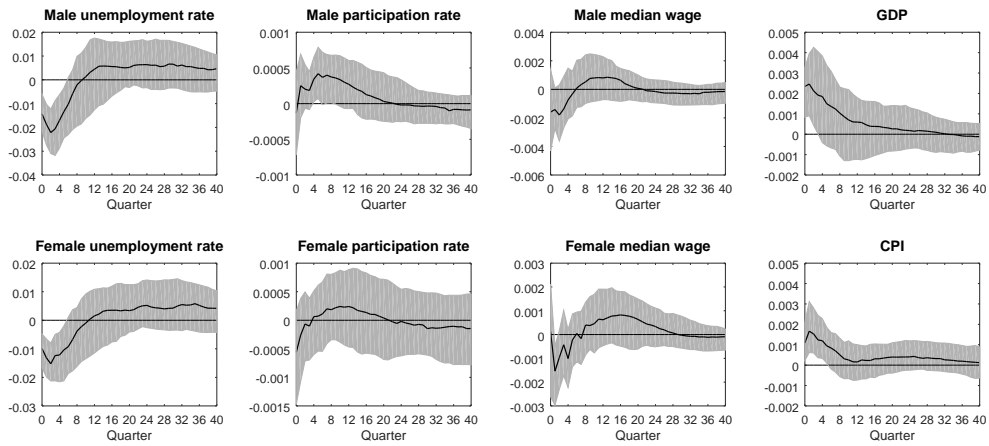 Male unemployment rate
0.02
0.01
0
-0.01
-0.02
-0.03
-0.04
0 4 8 12 16 20 24 28 32 36 40
Quarter
Male participation rate
0.001
0.0005
0
-0.0005
-0.001
0 4 8 12 16 20 24 28 32 36 40
Quarter
Male median wage
0.004
0.002
0
-0.002
-0.004
-0.006
0 4 8 12 16 20 24 28 32 36 40
Quarter
GDP
0.005
0.004
0.003
0.002
0.001
0
-0.001
-0.002
0 4 8 12 16 20 24 28 32 36 40
Quarter
Female unemployment rate
0.02
0.01
0
-0.01
-0.02
-0.03
0 4 8 12 16 20 24 28 32 36 40
Quarter
Female participation rate
0.001
0.0005
0
-0.0005
-0.001
-0.0015
0 4 8 12 16 20 24 28 32 36 40
Quarter
Female median wage
0.003
0.002
0.001
0
-0.001
-0.002
-0.003
0 4 8 12 16 20 24 28 32 36 40
Quarter
CPI
0.005
0.004
0.003
0.002
0.001
0
-0.001
-0.002
0 4 8 12 16 20 24 28 32 36 40
Quarter